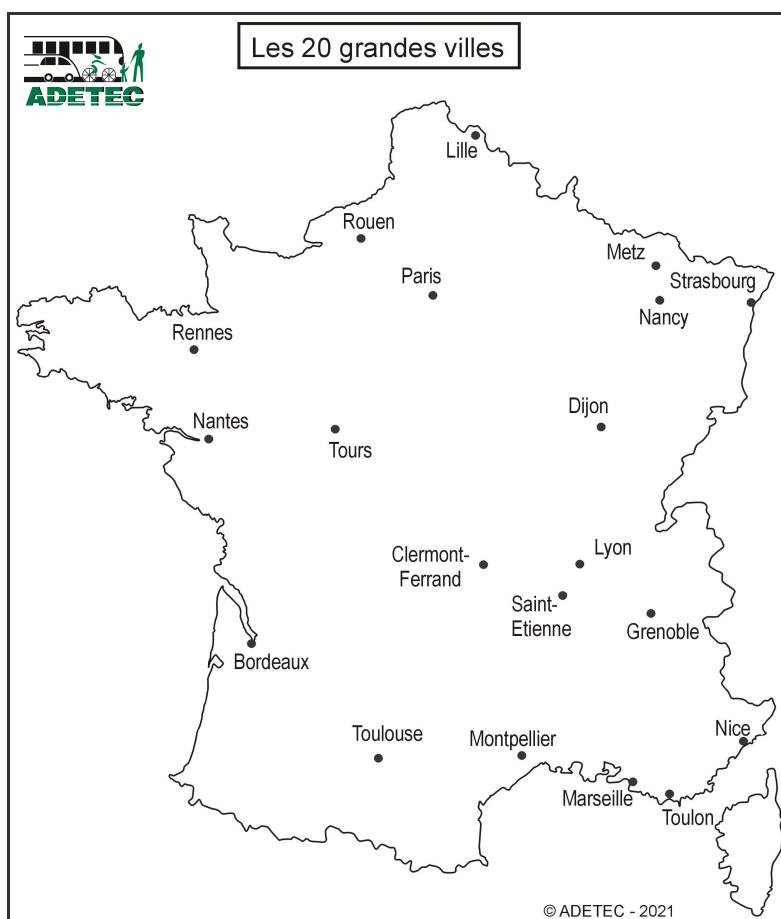 Les 20 grandes villes
ADETEC
Lille
Rouen
Metz
Paris
Strasbourg
Nancy
Rennes
Dijon
Nantes
Tours
Clermont-
Ferrand
Lyon
Saint-
Etienne
Grenoble
Bordeaux
Nice
Toulouse
Montpellier
Marseille
Toulon
© ADETEC - 2021